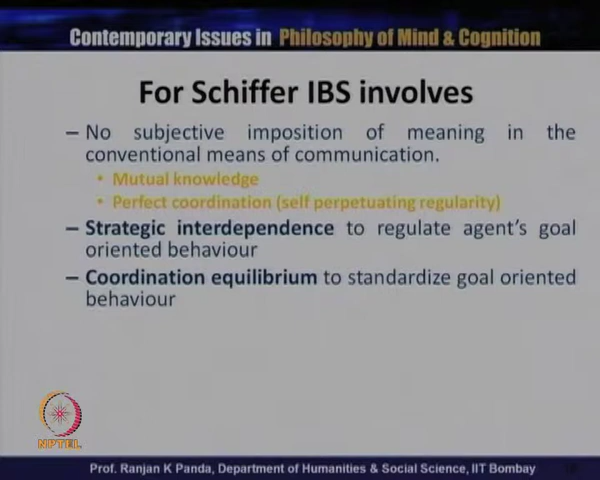 Contemporary Issues in Philosophy of Mind & Cognition
For Schiffer IBS involves
– No subjective imposition of meaning in the
conventional means of communication.
• Mutual knowledge
• Perfect coordination (self perpetuating regularity)
– Strategic interdependence to regulate agent's goal
oriented behaviour
– Coordination equilibrium to standardize goal oriented
behaviour
NPTEL
Prof. Ranjan K Panda, Department of Humanities & Social Science, IIT Bombay